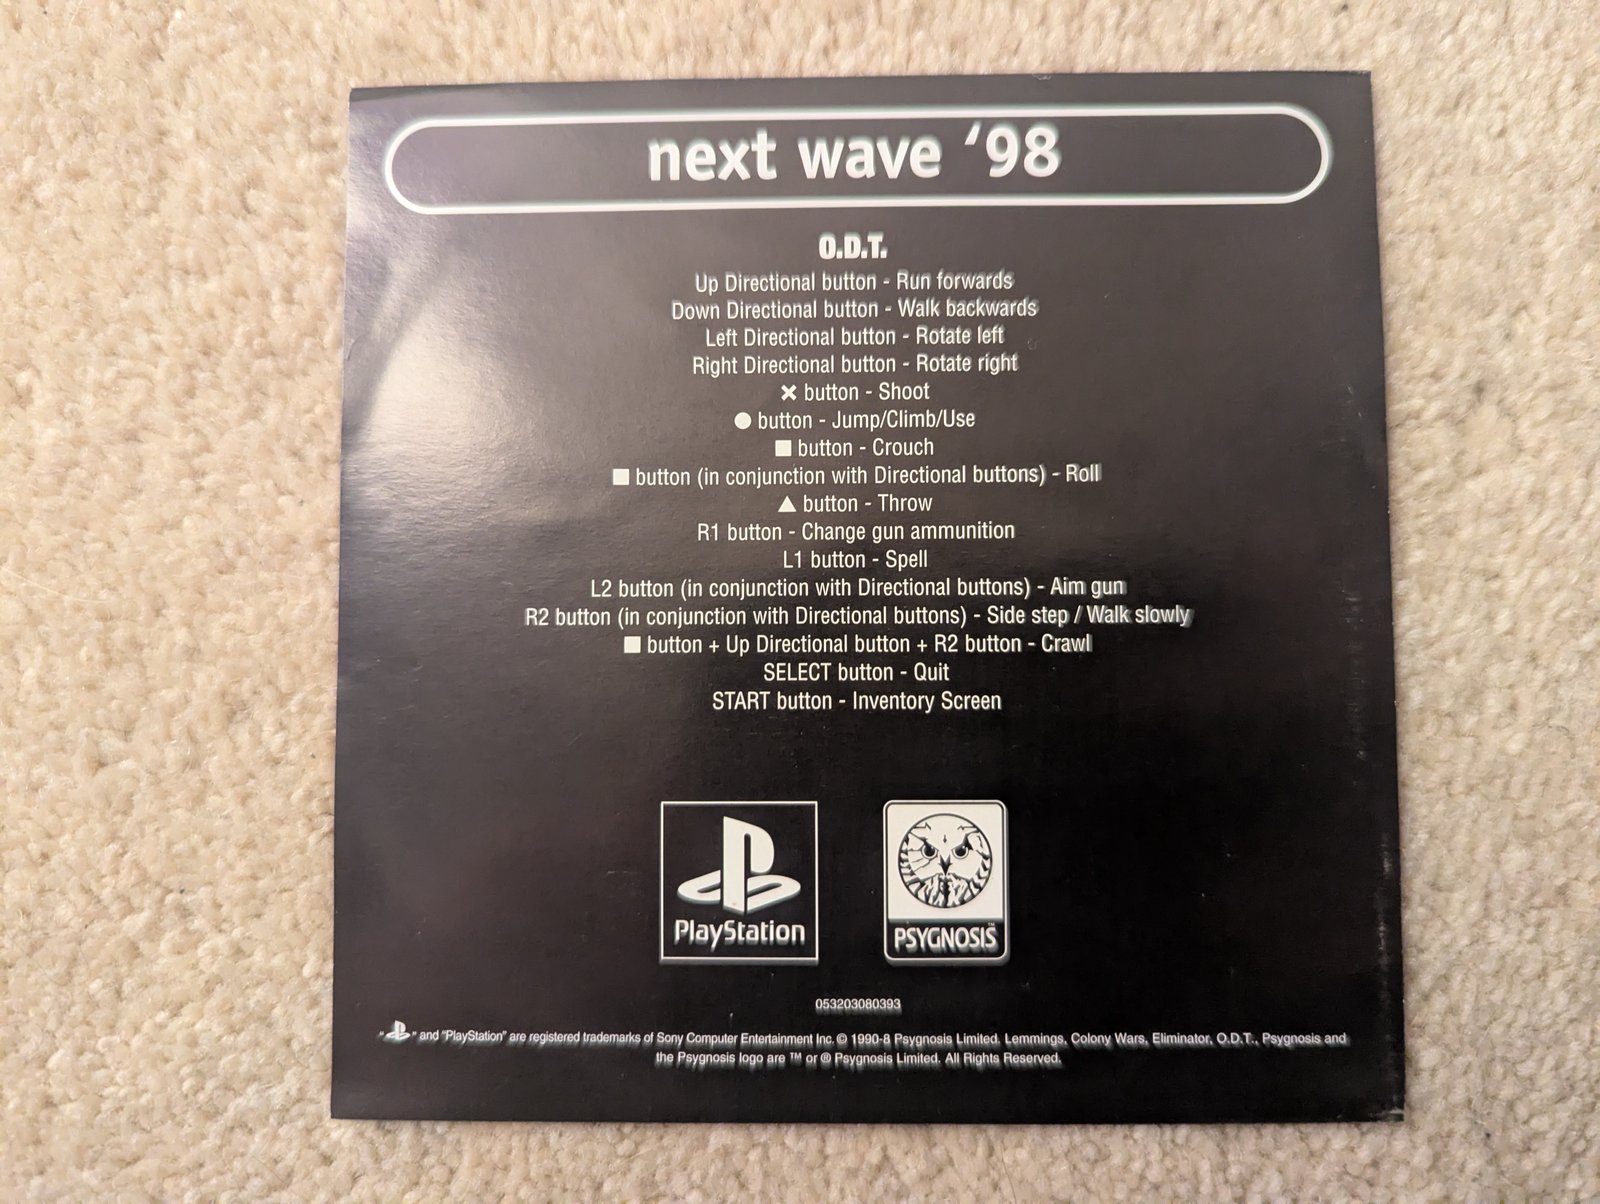 next wave '98
O.D.T.
Up Directional button - Run forwards
Down Directional button - Walk backwards
Left Directional button - Rotate left
Right Directional button - Rotate right
✕ button - Shoot
● button - Jump/Climb/Use
■ button - Crouch
■ button (in conjunction with Directional buttons) - Roll
▲ button - Throw
R1 button - Change gun ammunition
L1 button - Spell
L2 button (in conjunction with Directional buttons) - Aim gun
R2 button (in conjunction with Directional buttons) - Side step / Walk slowly
■ button + Up Directional button + R2 button - Crawl
SELECT button - Quit
START button - Inventory Screen
PlayStation
PSYGNOSIS™
053203080393
" " and "PlayStation" are registered trademarks of Sony Computer Entertainment Inc. © 1990-8 Psygnosis Limited. Lemmings, Colony Wars, Eliminator, O.D.T., Psygnosis and
the Psygnosis logo are ™ or ® Psygnosis Limited. All Rights Reserved.